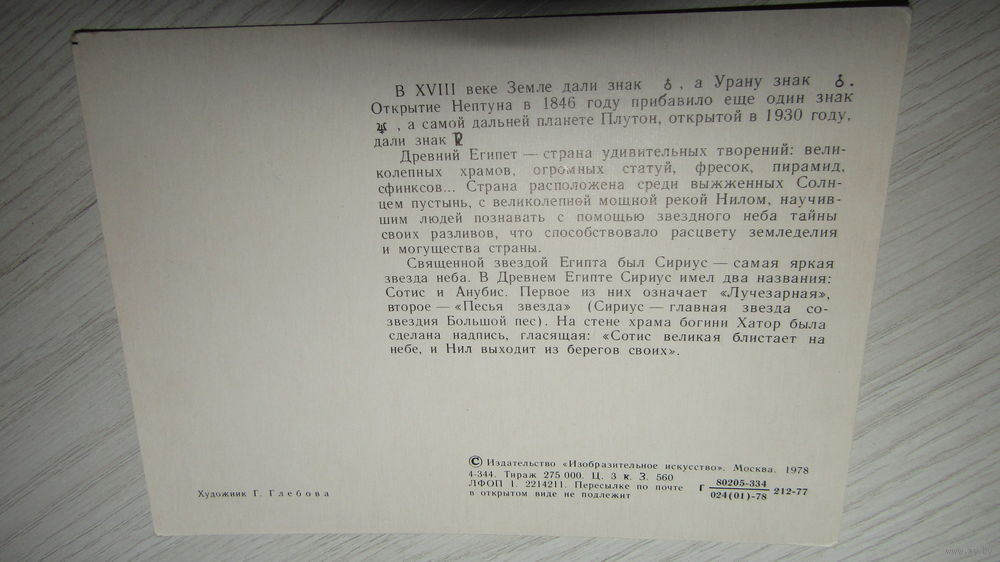 В XVIII веке Земле дали знак ♁, а Урану знак ♁.
Открытие Нептуна в 1846 году прибавило еще один знак
♆, а самой дальней планете Плутон, открытой в 1930 году,
дали знак ♇
Древний Египет — страна удивительных творений: вели-
колепных храмов, огромных статуй, фресок, пирамид,
сфинксов... Страна расположена среди выжженных Солн-
цем пустынь, с великолепной мощной рекой Нилом, научив-
шим людей познавать с помощью звездного неба тайны
своих разливов, что способствовало расцвету земледелия
и могущества страны.
Священной звездой Египта был Сириус — самая яркая
звезда неба. В Древнем Египте Сириус имел два названия:
Сотис и Анубис. Первое из них означает «Лучезарная»,
второе — «Песья звезда» (Сириус — главная звезда со-
звездия Большой пес). На стене храма богини Хатор была
сделана надпись, гласящая: «Сотис великая блистает на
небе, и Нил выходит из берегов своих».
Художник Г. Глебова
© Издательство «Изобразительное искусство». Москва. 1978
4-344. Тираж 275 000. Ц. 3 к. З. 560
ЛФОП 1. 2214211. Пересылке по почте
в открытом виде не подлежит
Г 80205-334
024(01)-78 212-77